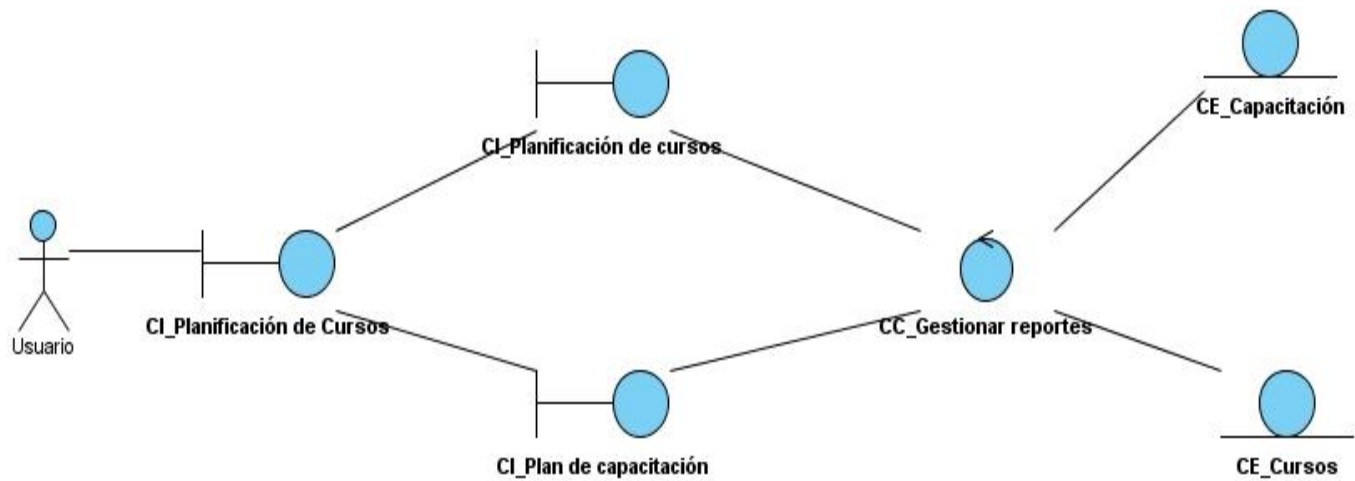 CE_Capacitación
CI_Planificación de cursos
Usuario
CI_Planificación de Cursos
CC_Gestionar reportes
CI_Plan de capacitación
CE_Cursos